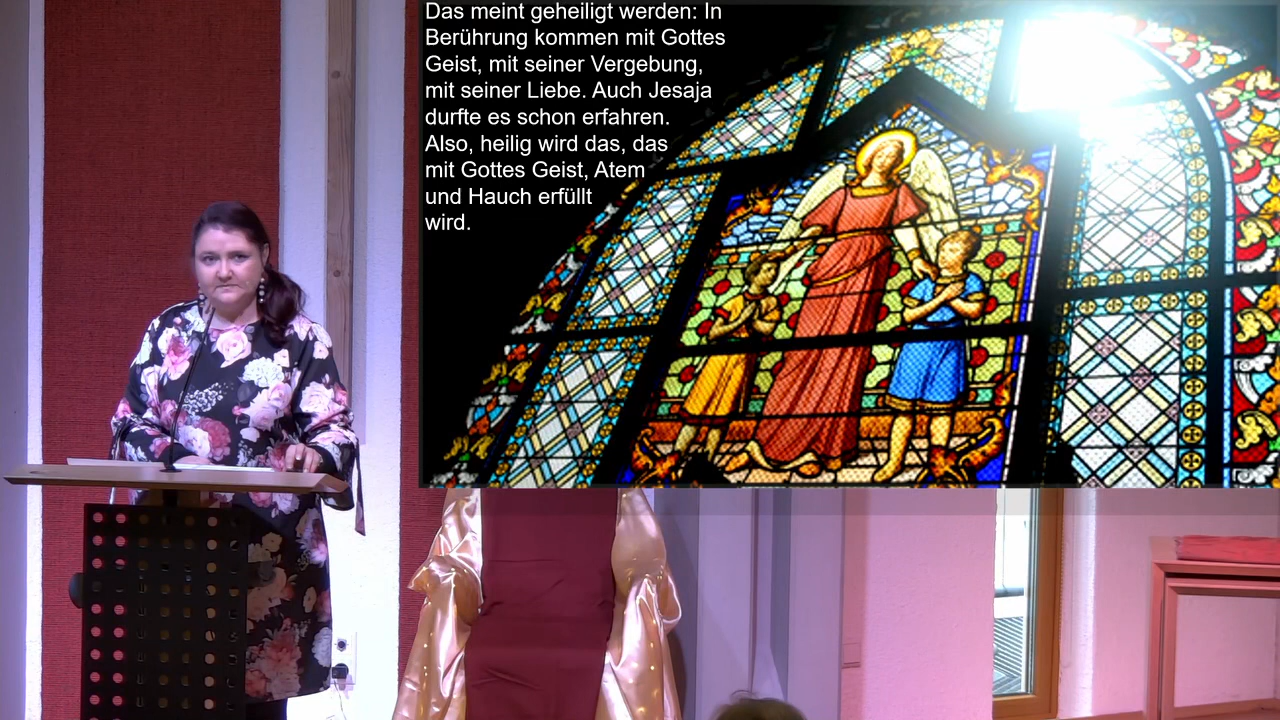 Das meint geheiligt werden: In
Berührung kommen mit Gottes
Geist, mit seiner Vergebung,
mit seiner Liebe. Auch Jesaja
durfte es schon erfahren.
Also, heilig wird das, das
mit Gottes Geist, Atem
und Hauch erfüllt
wird.